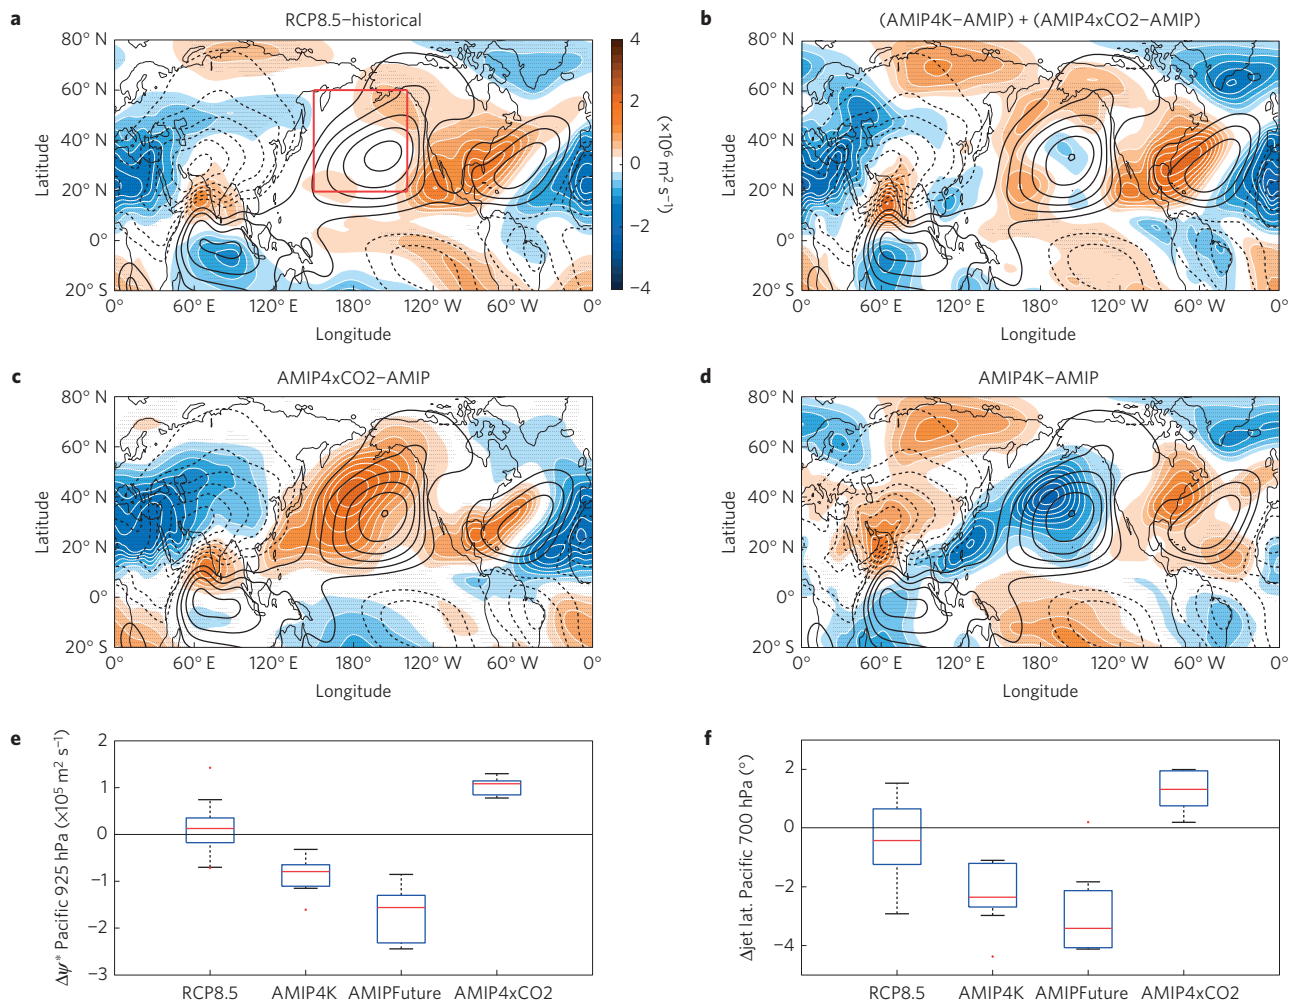 a RCP8.5–historical
80° N
60° N
40° N
20° N
0°
20° S
Latitude
0° 60° E 120° E 180° 120° W 60° W 0°
Longitude
4
2
0
−2
−4
(×10⁶ m² s⁻¹)
b (AMIP4K–AMIP) + (AMIP4xCO2–AMIP)
80° N
60° N
40° N
20° N
0°
20° S
Latitude
0° 60° E 120° E 180° 120° W 60° W 0°
Longitude
c AMIP4xCO2–AMIP
80° N
60° N
40° N
20° N
0°
20° S
Latitude
0° 60° E 120° E 180° 120° W 60° W 0°
Longitude
d AMIP4K–AMIP
80° N
60° N
40° N
20° N
0°
20° S
Latitude
0° 60° E 120° E 180° 120° W 60° W 0°
Longitude
e
Δψ* Pacific 925 hPa (×10⁵ m² s⁻¹)
2
1
0
−1
−2
−3
RCP8.5 AMIP4K AMIPFuture AMIP4xCO2
f
Δjet lat. Pacific 700 hPa (°)
2
0
−2
−4
RCP8.5 AMIP4K AMIPFuture AMIP4xCO2